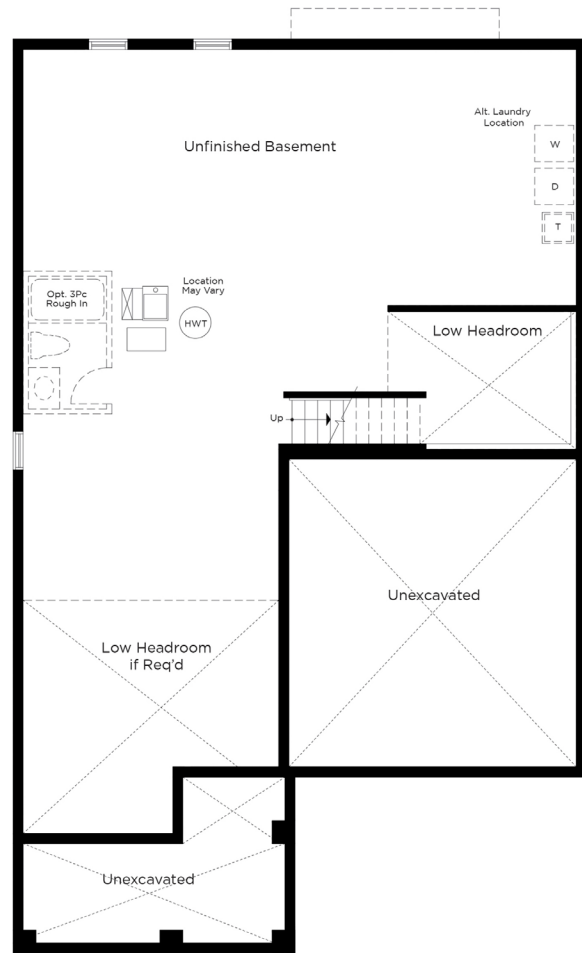 Alt. Laundry
Location
Unfinished Basement
W
D
T
Opt. 3Pc
Rough In
Location
May Vary
HWT
Low Headroom
Up
Unexcavated
Low Headroom
if Req'd
Unexcavated